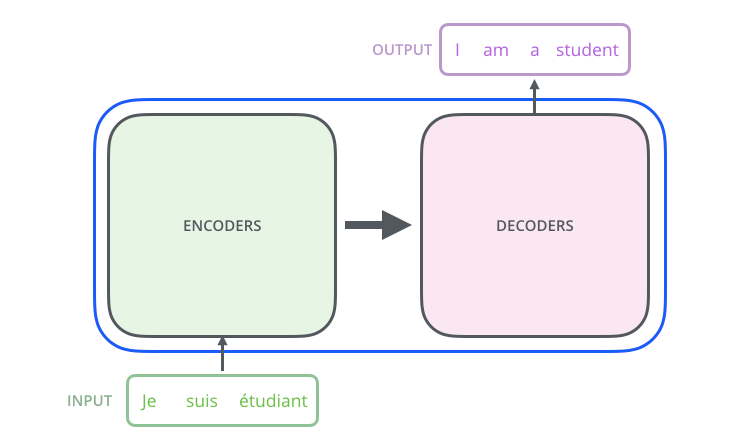 OUTPUT I am a student
ENCODERS DECODERS
INPUT Je suis étudiant